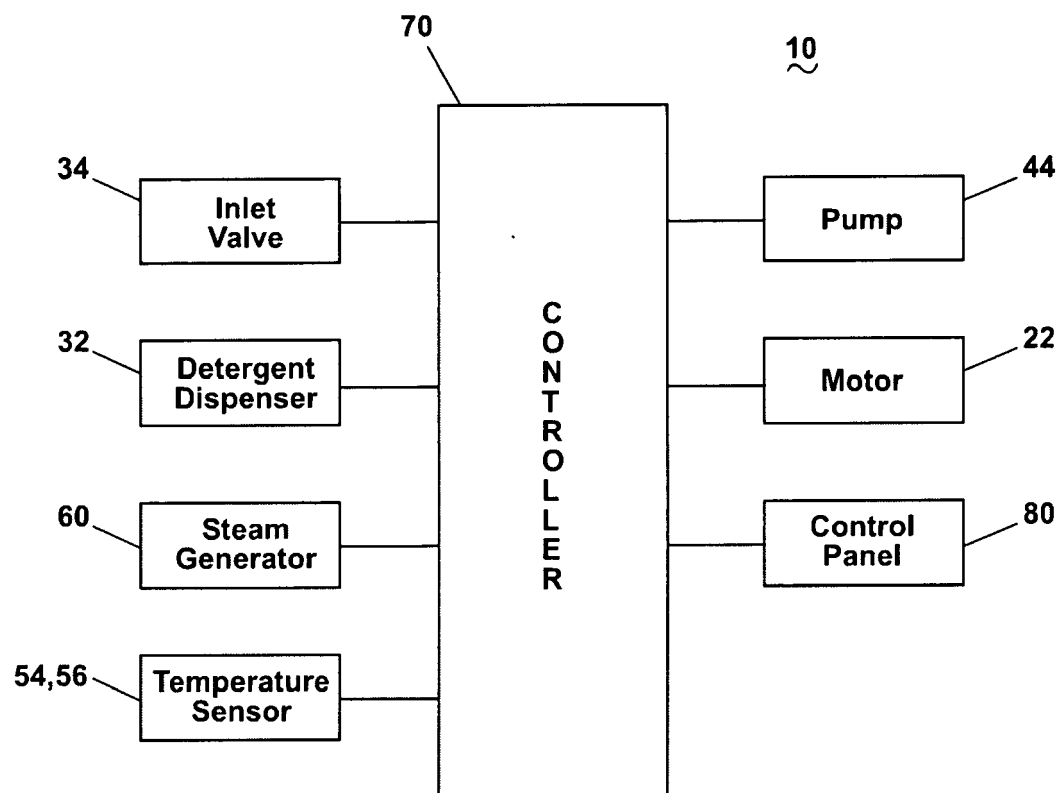 70
10
34
Inlet
Valve
44
Pump
32
Detergent
Dispenser
22
Motor
CONTROLLER
60
Steam
Generator
80
Control
Panel
54,56
Temperature
Sensor